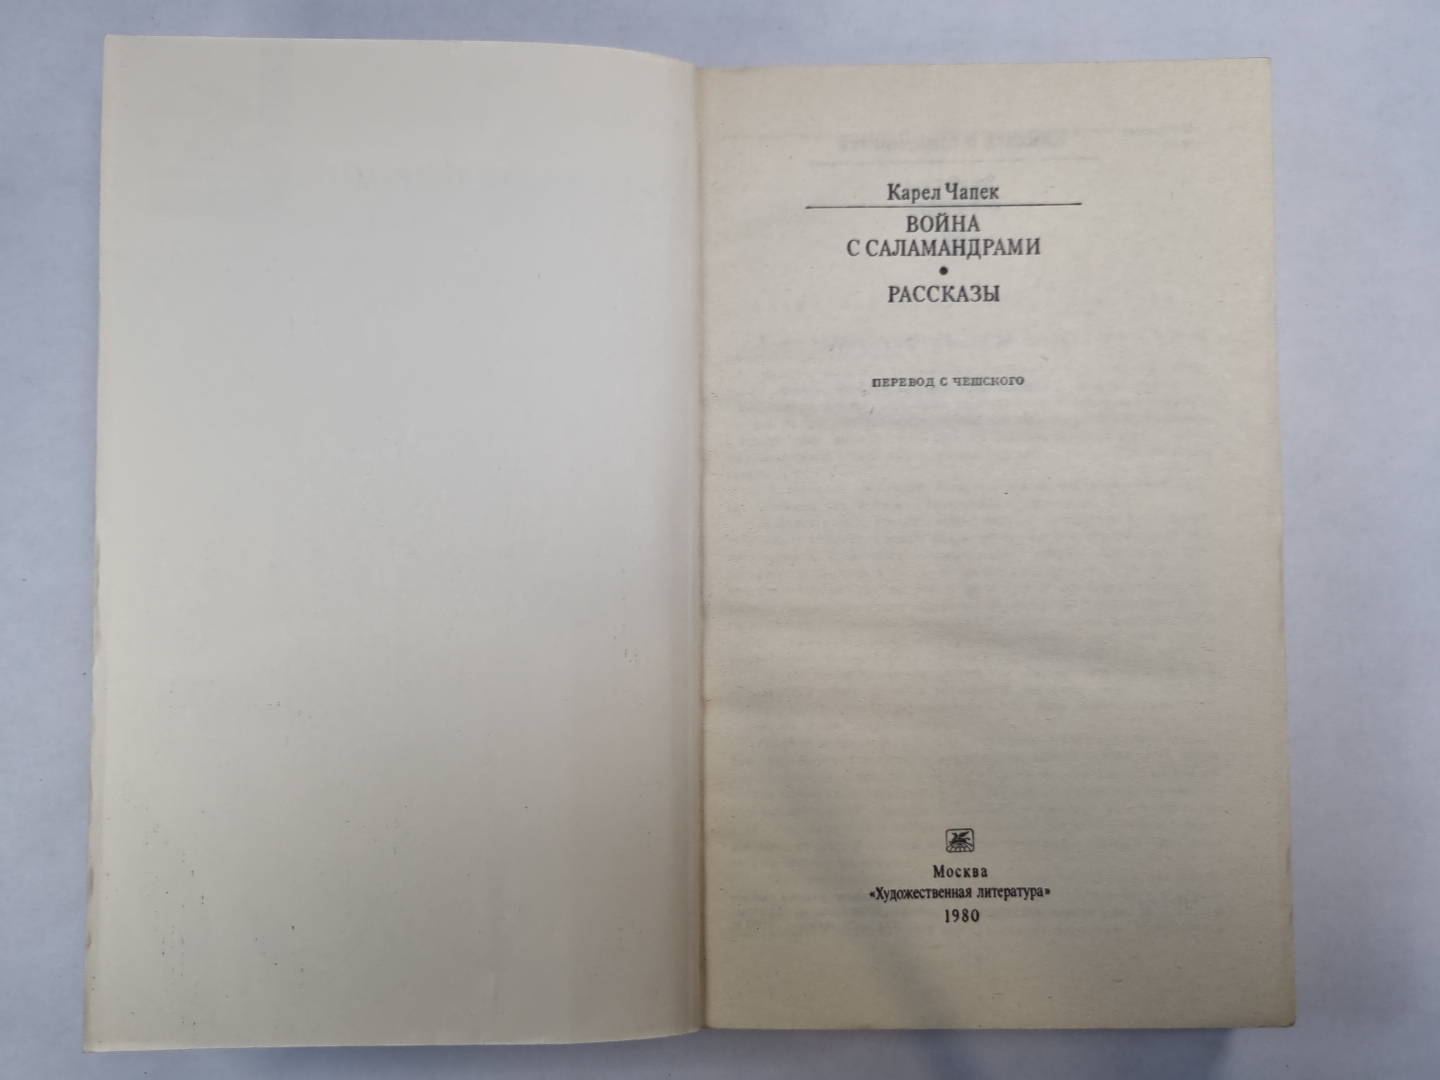 Карел Чапек
ВОЙНА
С САЛАМАНДРАМИ
•
РАССКАЗЫ
ПЕРЕВОД С ЧЕШСКОГО
Москва
«Художественная литература»
1980